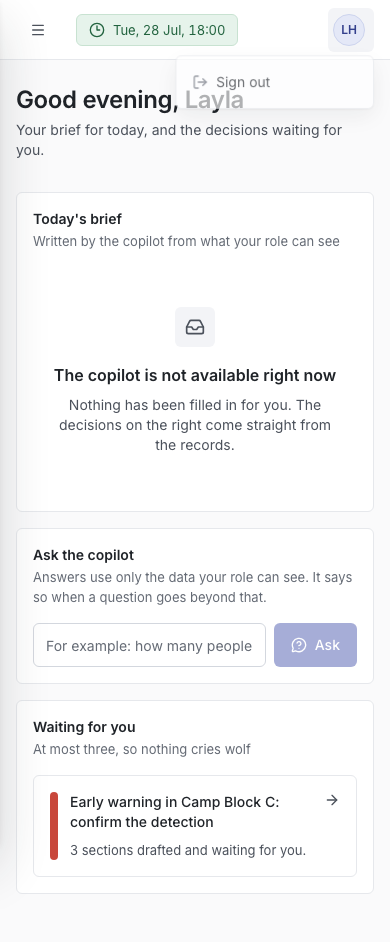 Tue, 28 Jul, 18:00
LH
Sign out
Good evening, Layla
Your brief for today, and the decisions waiting for
you.
Today's brief
Written by the copilot from what your role can see
The copilot is not available right now
Nothing has been filled in for you. The
decisions on the right come straight from
the records.
Ask the copilot
Answers use only the data your role can see. It says
so when a question goes beyond that.
For example: how many people
Ask
Waiting for you
At most three, so nothing cries wolf
Early warning in Camp Block C:
confirm the detection
3 sections drafted and waiting for you.